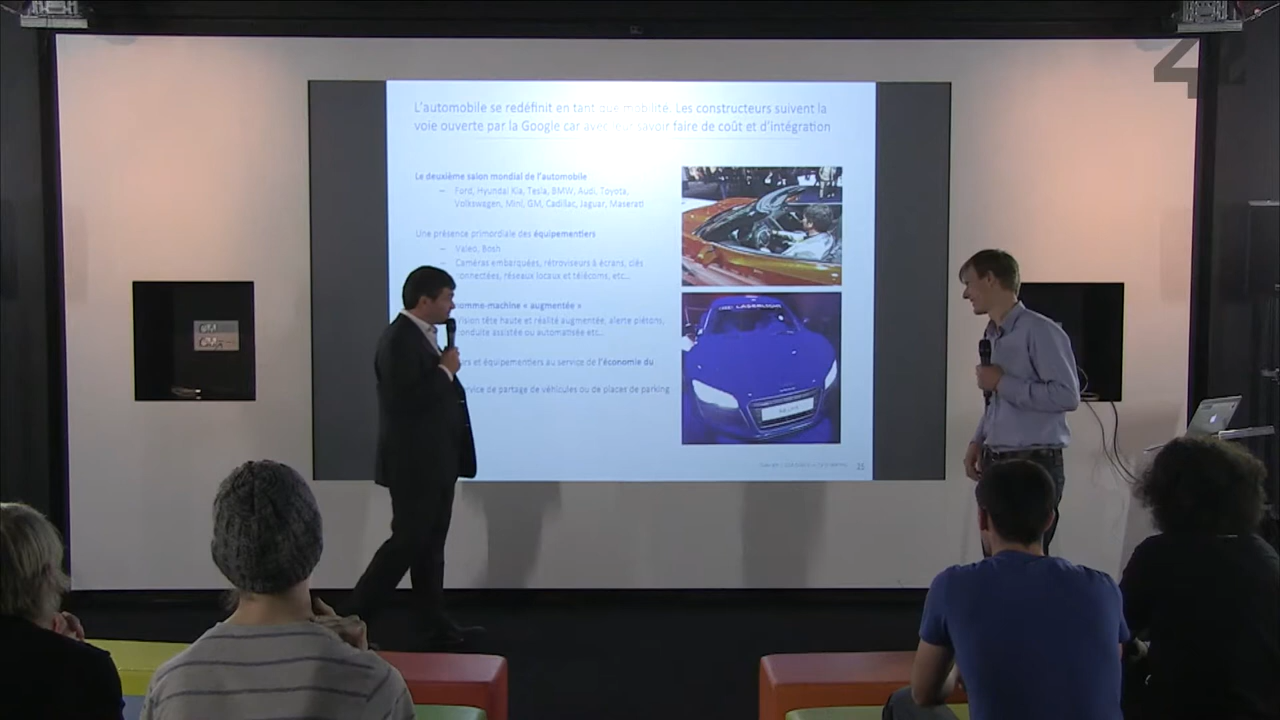 42
L'automobile se redéfinit en tant que mobilité. Les constructeurs suivent la
voie ouverte par la Google car avec leur savoir faire de coût et d'intégration
Le deuxième salon mondial de l'automobile
– Ford, Hyundai Kia, Tesla, BMW, Audi, Toyota,
Volkswagen, Mini, GM, Cadillac, Jaguar, Maserati
Une présence primordiale des équipementiers
– Valeo, Bosh
– Caméras embarquées, rétroviseurs à écrans, clés
connectées, réseaux locaux et télécoms, etc...
omme-machine « augmentée »
ision tête haute et réalité augmentée, alerte piétons,
onduite assistée ou automatisée etc...
rs et équipementiers au service de l'économie du
ervice de partage de véhicules ou de places de parking
LASERLIGHT